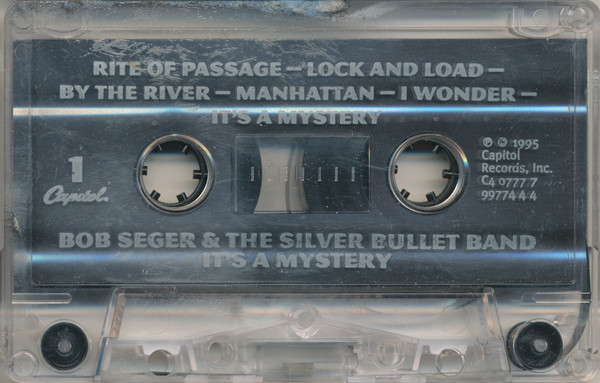 RITE OF PASSAGE – LOCK AND LOAD –
BY THE RIVER – MANHATTAN – I WONDER –
IT'S A MYSTERY
1
Capitol.
℗ © 1995
Capitol
Records, Inc.
C4 0777 7
99774 4 4
BOB SEGER & THE SILVER BULLET BAND
IT'S A MYSTERY